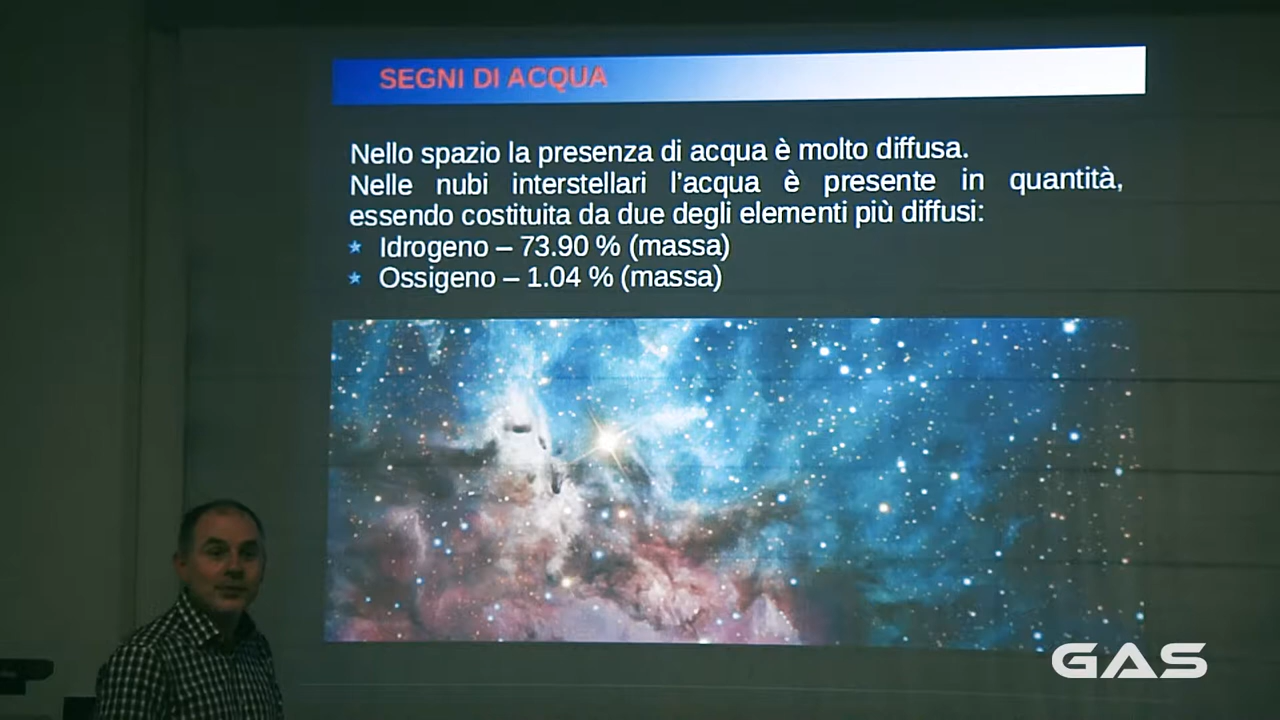 SEGNI DI ACQUA
Nello spazio la presenza di acqua è molto diffusa.
Nelle nubi interstellari l'acqua è presente in quantità,
essendo costituita da due degli elementi più diffusi:
Idrogeno – 73.90 % (massa)
Ossigeno – 1.04 % (massa)
GAS